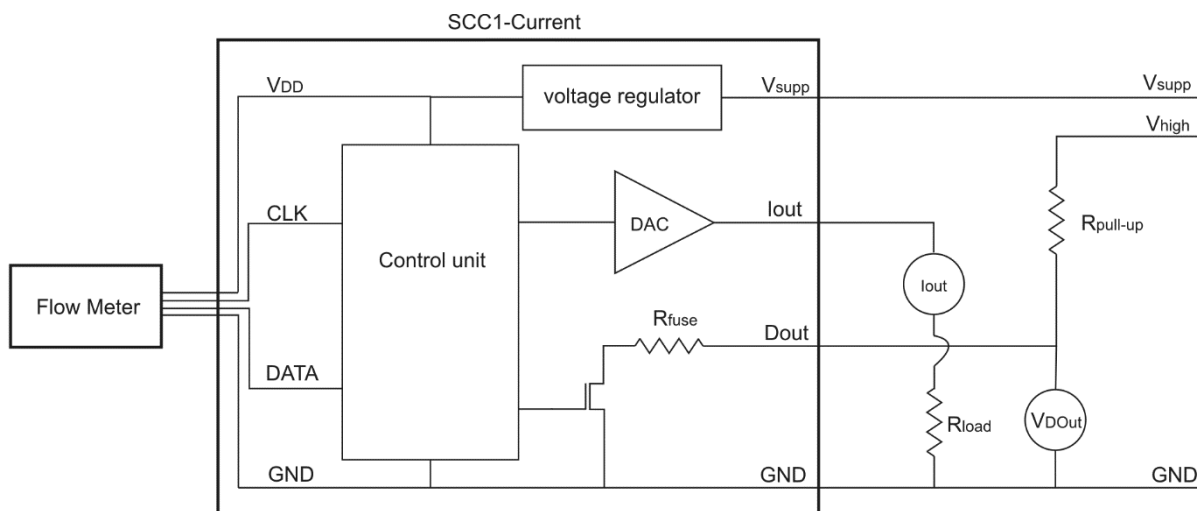 SCC1-Current
VDD
voltage regulator
Vsupp
Vsupp
Vhigh
CLK
DAC
Iout
Rpull-up
Control unit
Iout
Flow Meter
Rfuse
Dout
DATA
Rload
VDOut
GND
GND
GND